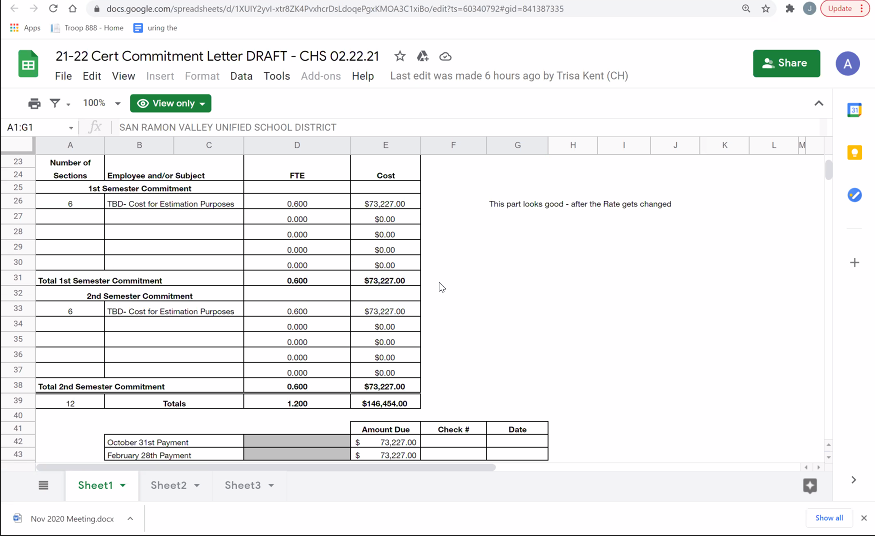 docs.google.com/spreadsheets/d/1XUIY2yvI-xtr8ZK4PvxhcrDsLdoqePgxKMOA3C1xiBo/edit?ts=60340792#gid=841387335
J
Update
Apps Troop 888 - Home uring the
21-22 Cert Commitment Letter DRAFT - CHS 02.22.21
File Edit View Insert Format Data Tools Add-ons Help Last edit was made 6 hours ago by Trisa Kent (CH)
Share A
100% View only
A1:G1 fx SAN RAMON VALLEY UNIFIED SCHOOL DISTRICT
A B C D E F G H I J K L M
23 Number of
24 Sections Employee and/or Subject FTE Cost
25 1st Semester Commitment
26 6 TBD- Cost for Estimation Purposes 0.600 $73,227.00 This part looks good - after the Rate gets changed
27 0.000 $0.00
28 0.000 $0.00
29 0.000 $0.00
30 0.000 $0.00
31 Total 1st Semester Commitment 0.600 $73,227.00
32 2nd Semester Commitment
33 6 TBD- Cost for Estimation Purposes 0.600 $73,227.00
34 0.000 $0.00
35 0.000 $0.00
36 0.000 $0.00
37 0.000 $0.00
38 Total 2nd Semester Commitment 0.600 $73,227.00
39 12 Totals 1.200 $146,454.00
40
41 Amount Due Check # Date
42 October 31st Payment $ 73,227.00
43 February 28th Payment $ 73,227.00
Sheet1 Sheet2 Sheet3
Nov 2020 Meeting.docx Show all
31